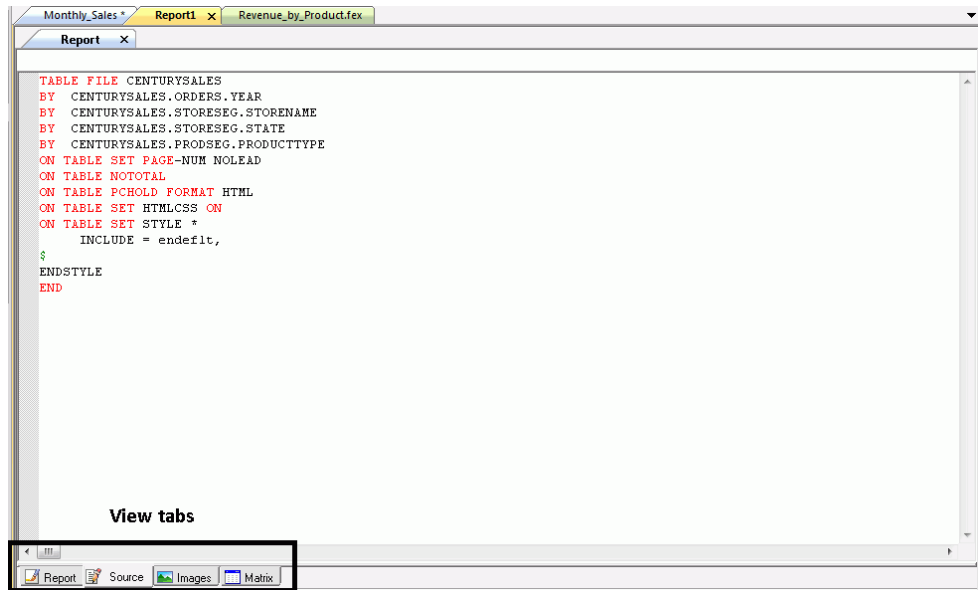 Monthly_Sales * Report1 x Revenue_by_Product.fex
Report x
TABLE FILE CENTURYSALES
BY CENTURYSALES.ORDERS.YEAR
BY CENTURYSALES.STORESEG.STORENAME
BY CENTURYSALES.STORESEG.STATE
BY CENTURYSALES.PRODSEG.PRODUCTTYPE
ON TABLE SET PAGE-NUM NOLEAD
ON TABLE NOTOTAL
ON TABLE PCHOLD FORMAT HTML
ON TABLE SET HTMLCSS ON
ON TABLE SET STYLE *
INCLUDE = endeflt,
$
ENDSTYLE
END
View tabs
Report Source Images Matrix